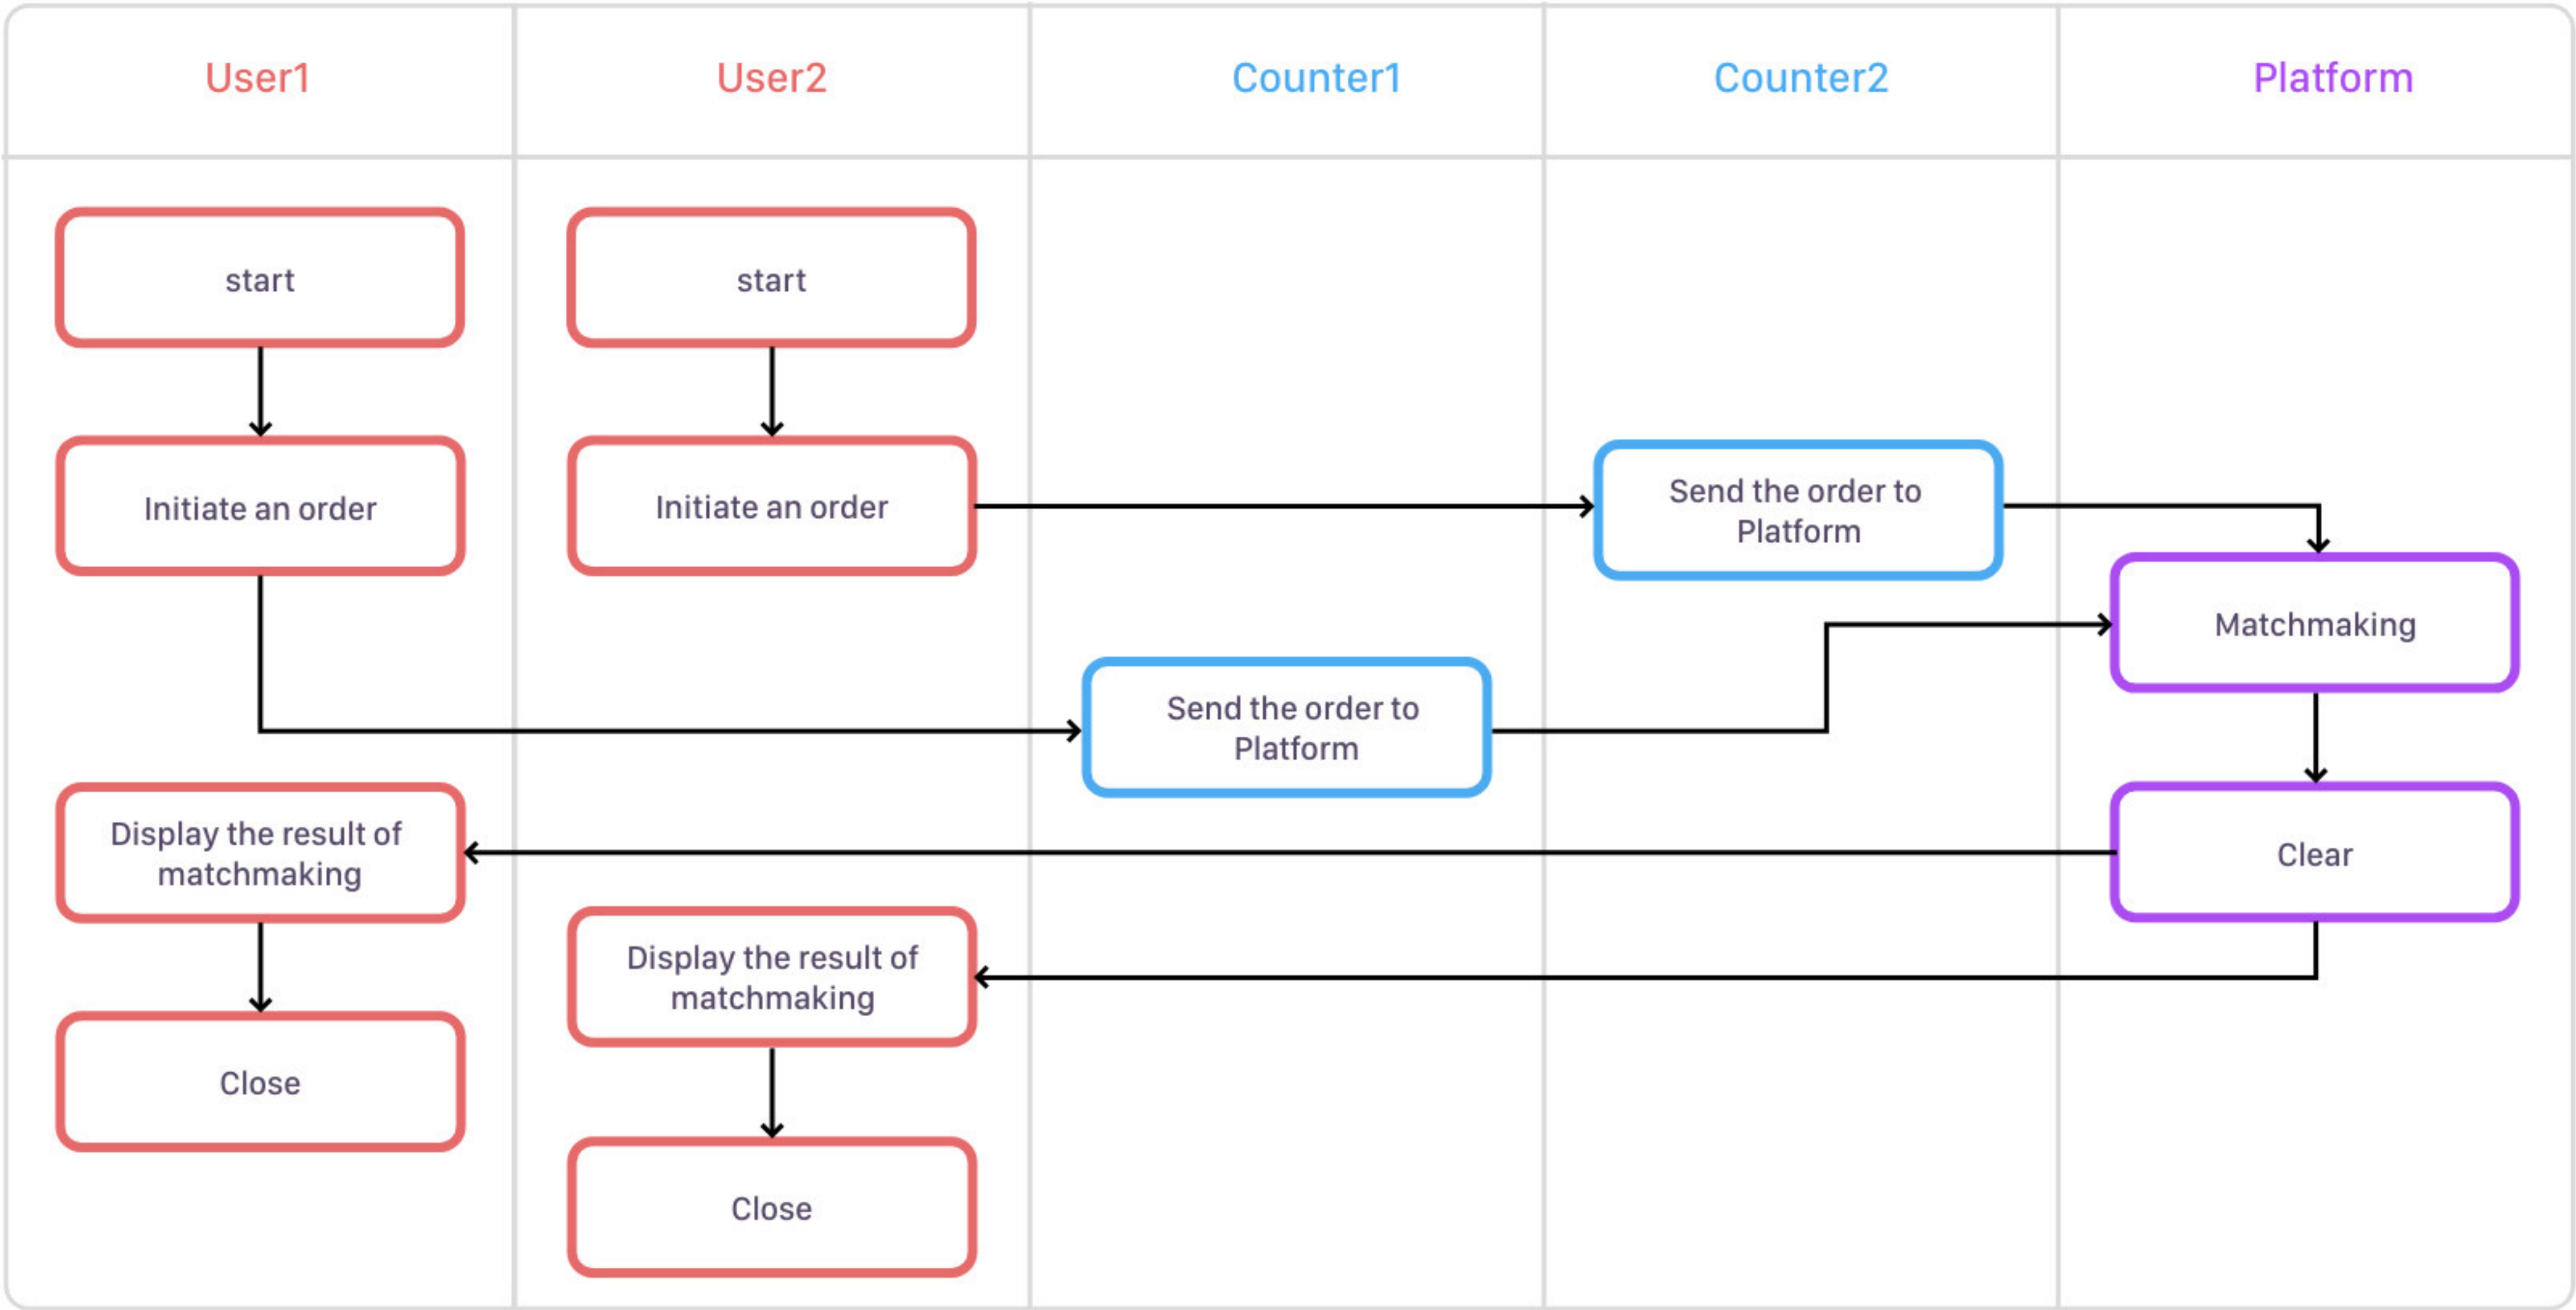 User1
User2
Counter1
Counter2
Platform
start
start
Initiate an order
Initiate an order
Send the order to
Platform
Matchmaking
Send the order to
Platform
Display the result of
matchmaking
Clear
Display the result of
matchmaking
Close
Close